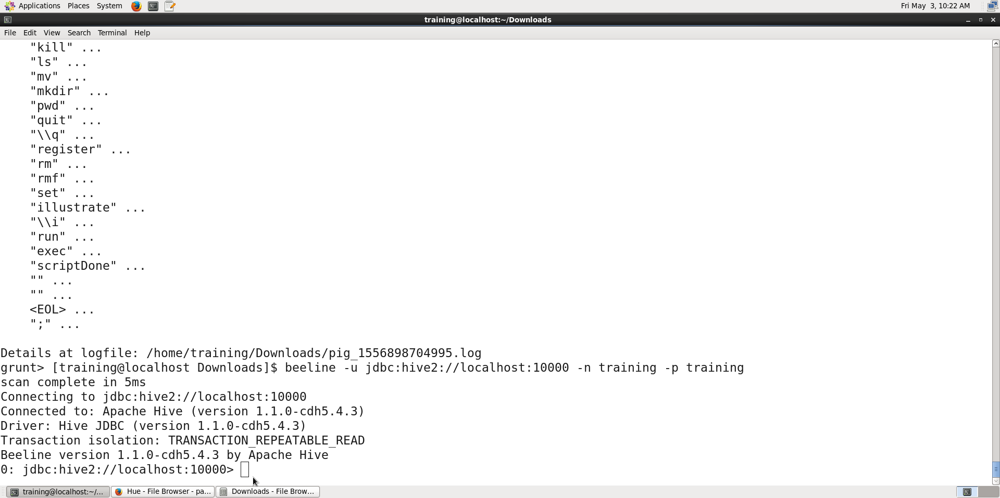 Applications Places System Fri May 3, 10:22 AM
training@localhost:~/Downloads
File Edit View Search Terminal Help
"kill" ...
"ls" ...
"mv" ...
"mkdir" ...
"pwd" ...
"quit" ...
"\\q" ...
"register" ...
"rm" ...
"rmf" ...
"set" ...
"illustrate" ...
"\\i" ...
"run" ...
"exec" ...
"scriptDone" ...
"" ...
"" ...
<EOL> ...
";" ...
Details at logfile: /home/training/Downloads/pig_1556898704995.log
grunt> [training@localhost Downloads]$ beeline -u jdbc:hive2://localhost:10000 -n training -p training
scan complete in 5ms
Connecting to jdbc:hive2://localhost:10000
Connected to: Apache Hive (version 1.1.0-cdh5.4.3)
Driver: Hive JDBC (version 1.1.0-cdh5.4.3)
Transaction isolation: TRANSACTION_REPEATABLE_READ
Beeline version 1.1.0-cdh5.4.3 by Apache Hive
0: jdbc:hive2://localhost:10000>
training@localhost:~/... Hue - File Browser - pa... Downloads - File Brow...